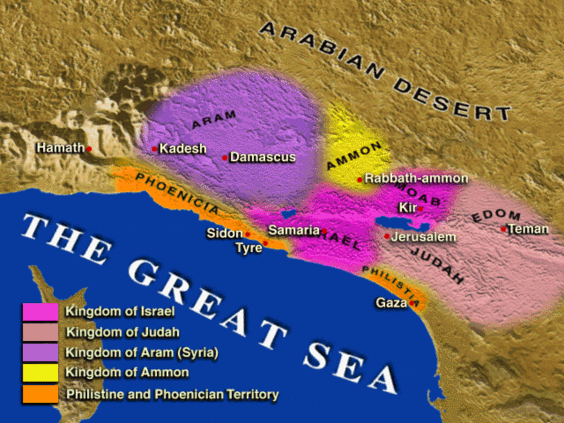 ARABIAN DESERT
ARAM
Hamath
Kadesh
Damascus
AMMON
Rabbath-ammon
PHOENICIA
MOAB
Kir
EDOM
Teman
Sidon
Samaria
ISRAEL
Jerusalem
Tyre
JUDAH
PHILISTIA
Gaza
THE GREAT SEA
Kingdom of Israel
Kingdom of Judah
Kingdom of Aram (Syria)
Kingdom of Ammon
Philistine and Phoenician Territory